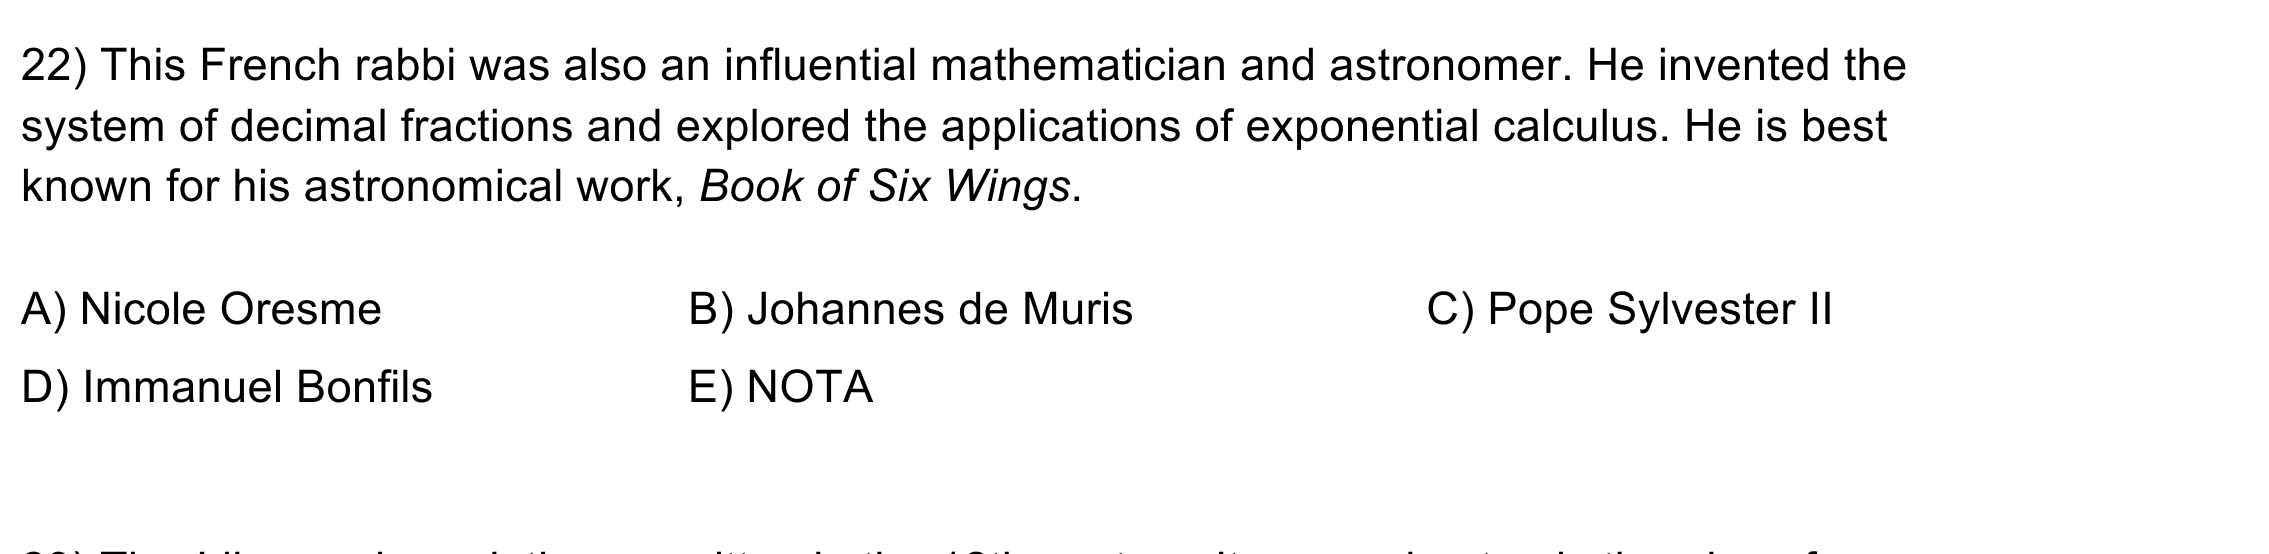 22) This French rabbi was also an influential mathematician and astronomer. He invented the
system of decimal fractions and explored the applications of exponential calculus. He is best
known for his astronomical work, Book of Six Wings.
A) Nicole Oresme B) Johannes de Muris C) Pope Sylvester II
D) Immanuel Bonfils E) NOTA